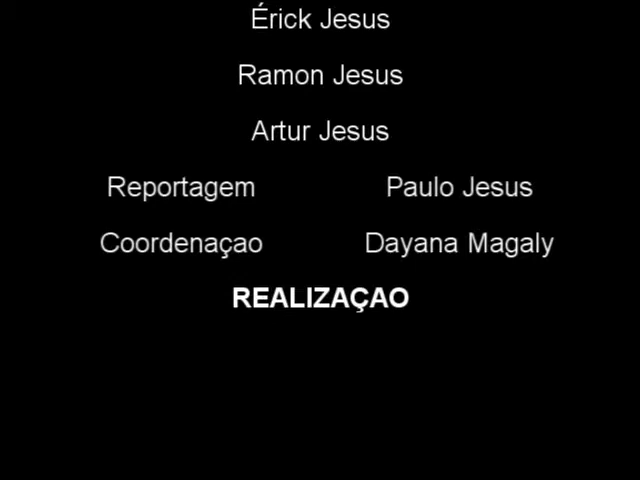 Érick Jesus
Ramon Jesus
Artur Jesus
Reportagem Paulo Jesus
Coordenaçao Dayana Magaly
REALIZAÇAO